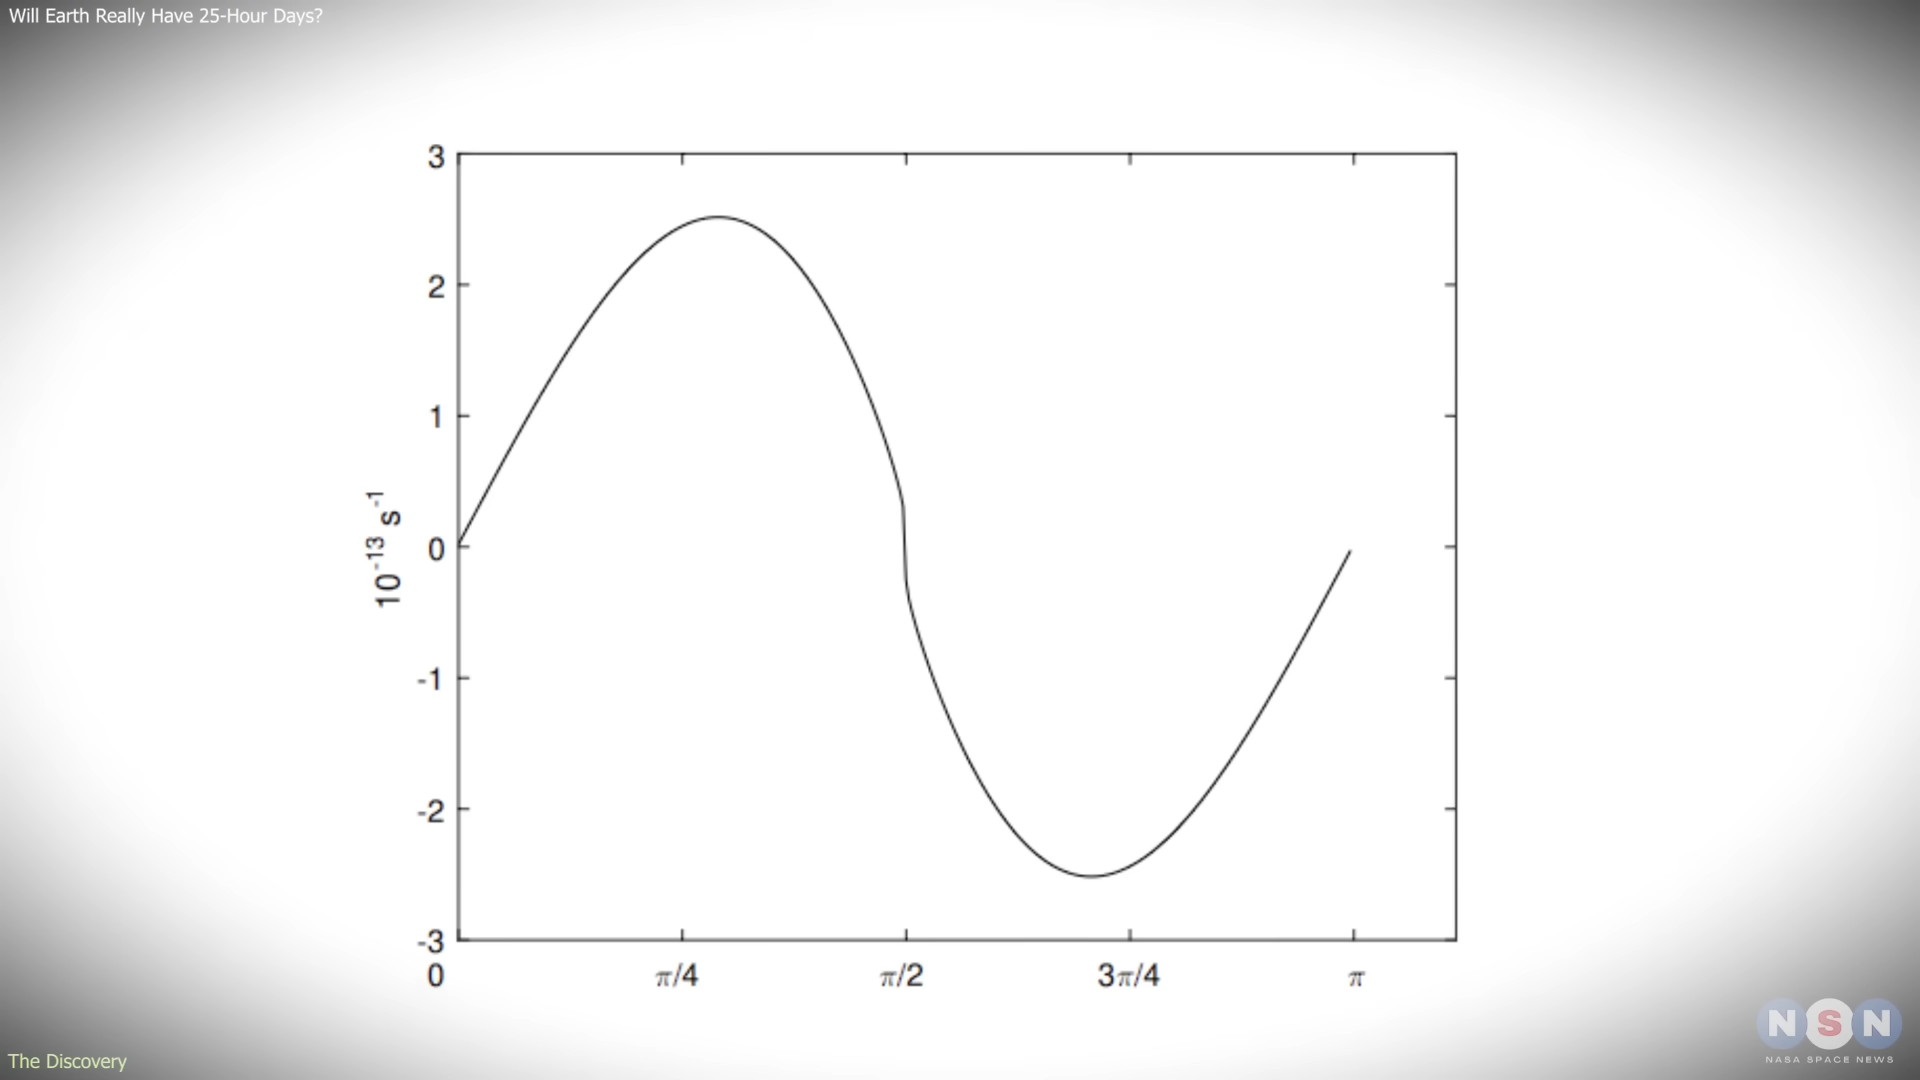 Will Earth Really Have 25-Hour Days?
3
2
1
0
-1
-2
-3
10⁻¹³ s⁻¹
0 π/4 π/2 3π/4 π
The Discovery
NSN
NASA SPACE NEWS